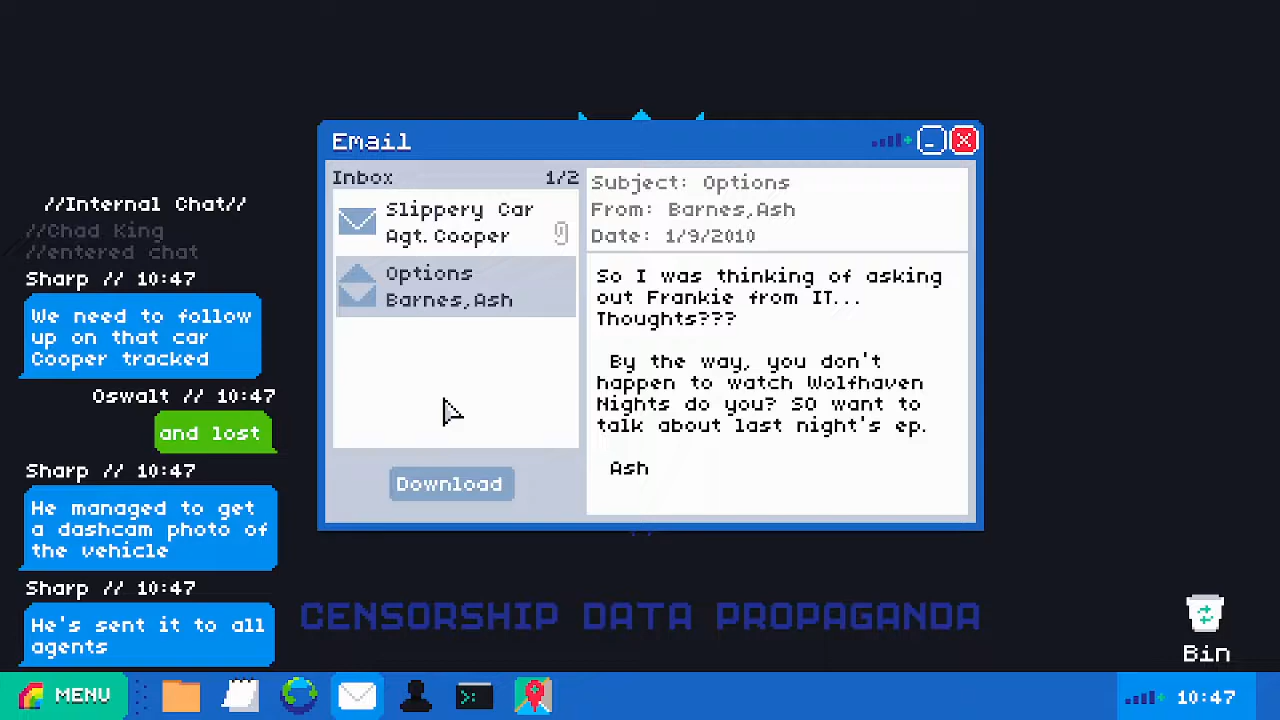 //Internal Chat//
//Chad King
//entered chat
Sharp // 10:47
We need to follow
up on that car
Cooper tracked
Oswalt // 10:47
and lost
Sharp // 10:47
He managed to get
a dashcam photo of
the vehicle
Sharp // 10:47
He's sent it to all
agents
Email
Inbox 1/2
Slippery Car
Agt.Cooper
Options
Barnes,Ash
Download
Subject: Options
From: Barnes,Ash
Date: 1/9/2010
So I was thinking of asking
out Frankie from IT...
Thoughts???
By the way, you don't
happen to watch Wolfhaven
Nights do you? SO want to
talk about last night's ep.
Ash
CENSORSHIP DATA PROPAGANDA
Bin
MENU
10:47